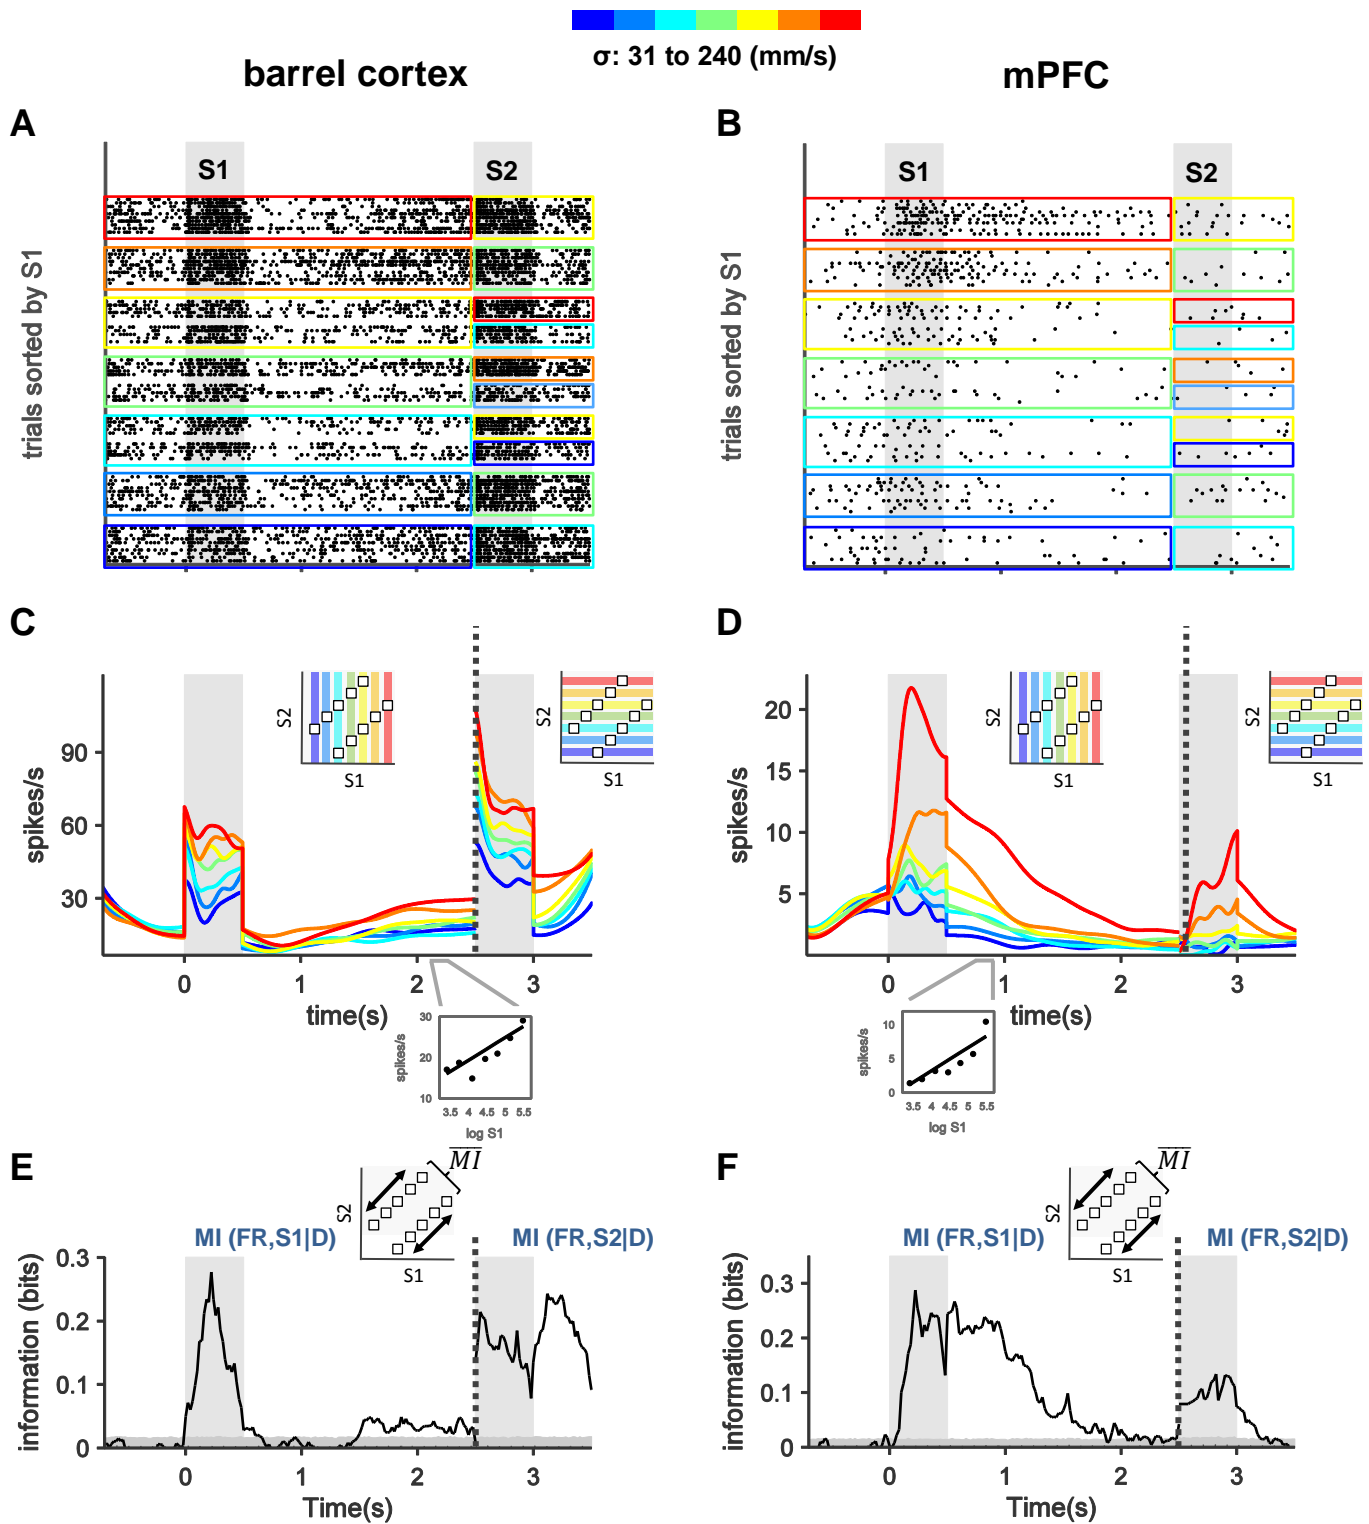 σ: 31 to 240 (mm/s)
barrel cortex
mPFC
A
B
S1
S2
S1
S2
trials sorted by S1
trials sorted by S1
C
D
S2
S1
S2
S1
S2
S1
S2
S1
90
60
30
spikes/s
20
15
10
5
spikes/s
0
1
2
3
time(s)
0
1
2
3
time(s)
30
20
10
spikes/s
3.5
4
4.5
5
5.5
log S1
10
5
0
spikes/s
3.5
4
4.5
5
5.5
log S1
E
F
MI
S2
S1
MI
S2
S1
MI (FR,S1|D)
MI (FR,S2|D)
MI (FR,S1|D)
MI (FR,S2|D)
0.3
0.2
0.1
0
information (bits)
0.3
0.2
0.1
0
information (bits)
0
1
2
3
Time(s)
0
1
2
3
Time(s)